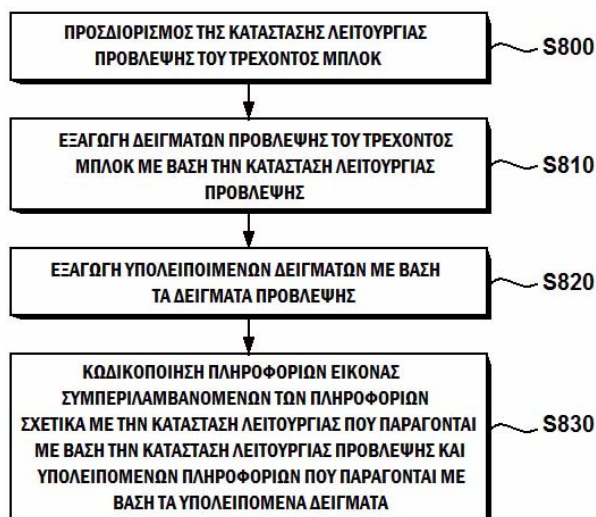 ΠΡΟΣΔΙΟΡΙΣΜΟΣ ΤΗΣ ΚΑΤΑΣΤΑΣΗΣ ΛΕΙΤΟΥΡΓΙΑΣ
ΠΡΟΒΛΕΨΗΣ ΤΟΥ ΤΡΕΧΟΝΤΟΣ ΜΠΛΟΚ
S800
ΕΞΑΓΩΓΗ ΔΕΙΓΜΑΤΩΝ ΠΡΟΒΛΕΨΗΣ ΤΟΥ ΤΡΕΧΟΝΤΟΣ
ΜΠΛΟΚ ΜΕ ΒΑΣΗ ΤΗΝ ΚΑΤΑΣΤΑΣΗ ΛΕΙΤΟΥΡΓΙΑΣ
ΠΡΟΒΛΕΨΗΣ
S810
ΕΞΑΓΩΓΗ ΥΠΟΛΕΙΠΟΙΜΕΝΩΝ ΔΕΙΓΜΑΤΩΝ ΜΕ ΒΑΣΗ
ΤΑ ΔΕΙΓΜΑΤΑ ΠΡΟΒΛΕΨΗΣ
S820
ΚΩΔΙΚΟΠΟΙΗΣΗ ΠΛΗΡΟΦΟΡΙΩΝ ΕΙΚΟΝΑΣ
ΣΥΜΠΕΡΙΛΑΜΒΑΝΟΜΕΝΩΝ ΤΩΝ ΠΛΗΡΟΦΟΡΙΩΝ
ΣΧΕΤΙΚΑ ΜΕ ΤΗΝ ΚΑΤΑΣΤΑΣΗ ΛΕΙΤΟΥΡΓΙΑΣ ΠΟΥ ΠΑΡΑΓΟΝΤΑΙ
ΜΕ ΒΑΣΗ ΤΗΝ ΚΑΤΑΣΤΑΣΗ ΛΕΙΤΟΥΡΓΙΑΣ ΠΡΟΒΛΕΨΗΣ ΚΑΙ
ΥΠΟΛΕΙΠΟΜΕΝΩΝ ΠΛΗΡΟΦΟΡΙΩΝ ΠΟΥ ΠΑΡΑΓΟΝΤΑΙ ΜΕ
ΒΑΣΗ ΤΑ ΥΠΟΛΕΙΠΟΜΕΝΑ ΔΕΙΓΜΑΤΑ
S830